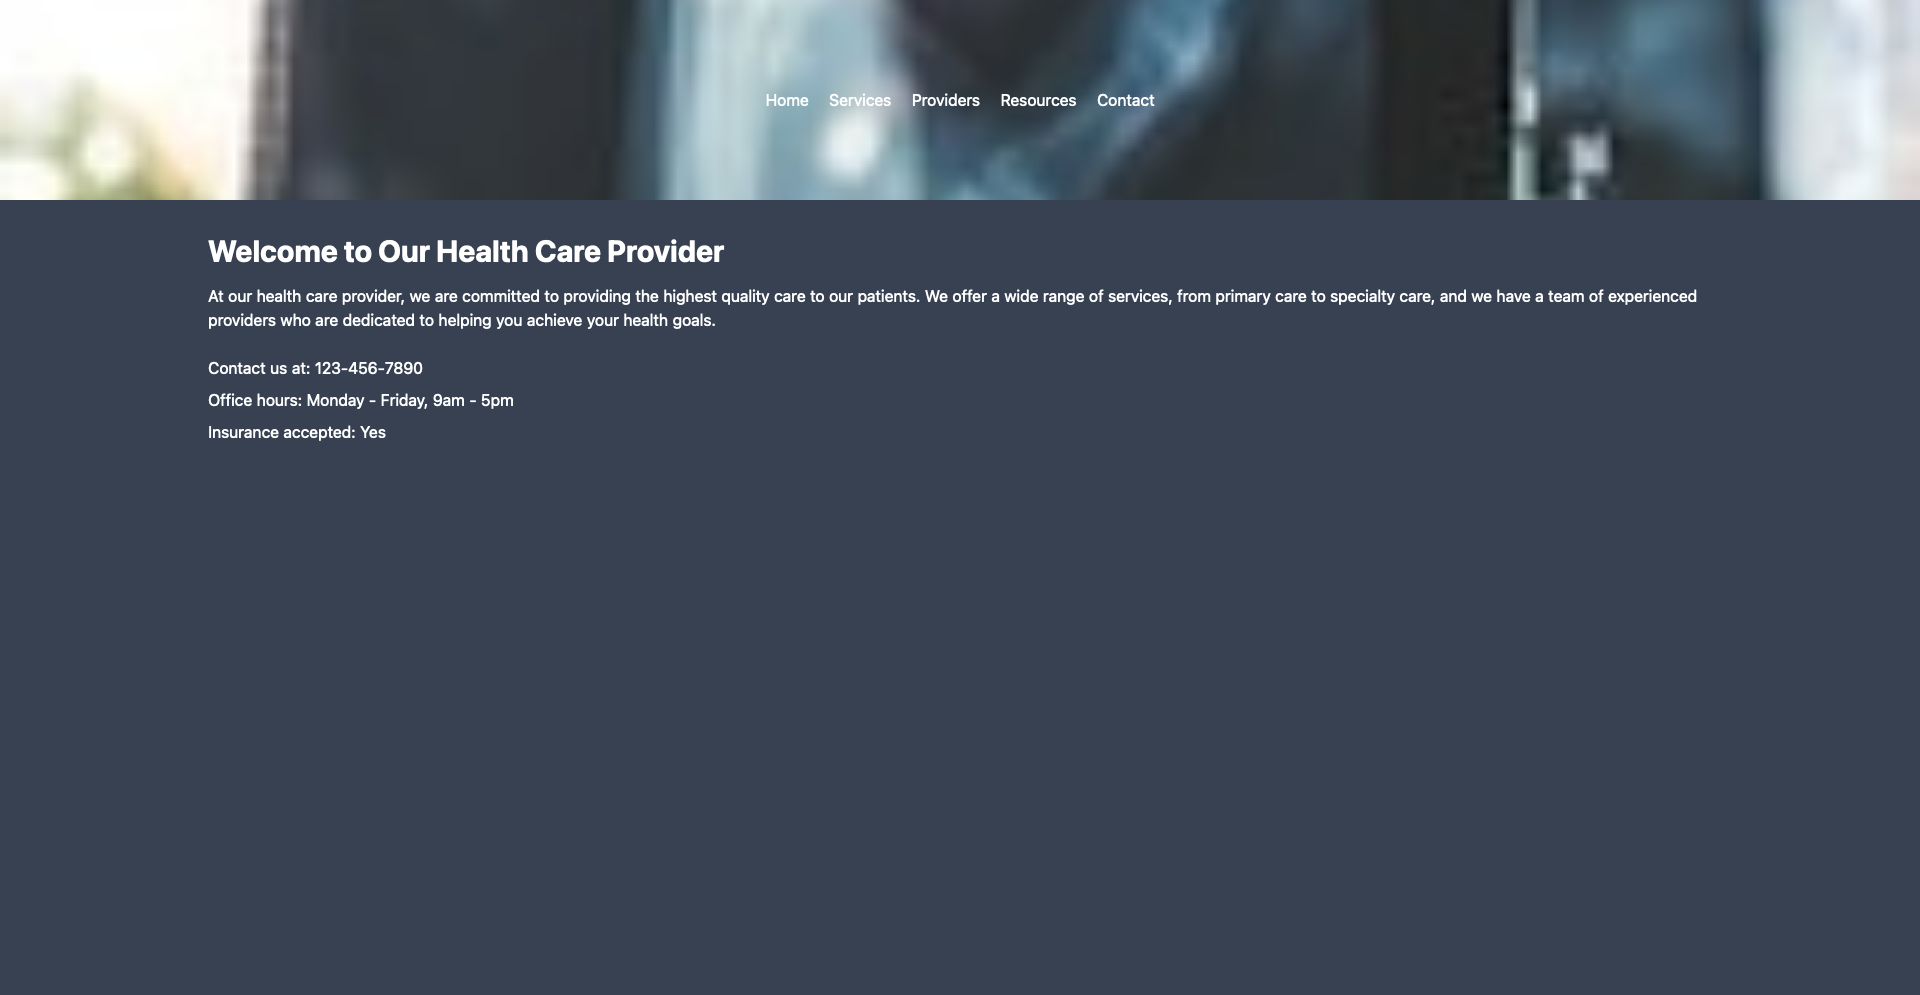 Home Services Providers Resources Contact
Welcome to Our Health Care Provider
At our health care provider, we are committed to providing the highest quality care to our patients. We offer a wide range of services, from primary care to specialty care, and we have a team of experienced
providers who are dedicated to helping you achieve your health goals.
Contact us at: 123-456-7890
Office hours: Monday - Friday, 9am - 5pm
Insurance accepted: Yes